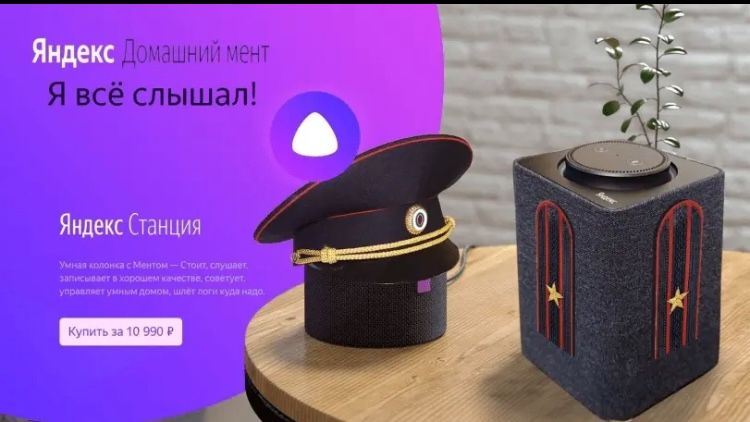 Яндекс Домашний мент
Я всё слышал!
Яндекс Станция
Умная колонка с Ментом — Стоит, слушает,
записывает в хорошем качестве, советует,
управляет умным домом, шлёт логи куда надо.
Купить за 10 990 ₽
Яндекс